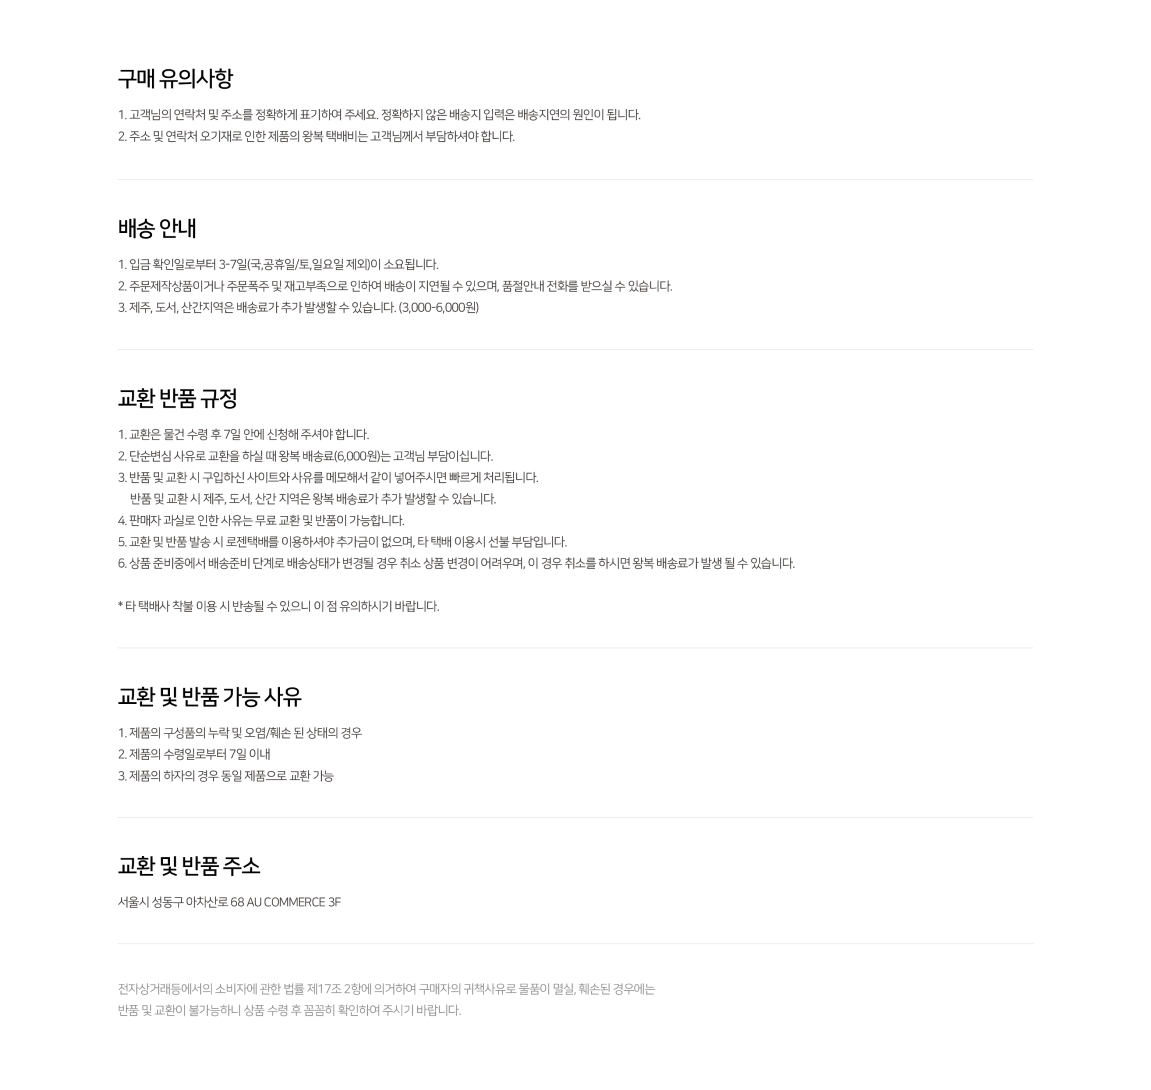 구매 유의사항
1. 고객님의 연락처 및 주소를 정확하게 표기하여 주세요. 정확하지 않은 배송지 입력은 배송지연의 원인이 됩니다.
2. 주소 및 연락처 오기재로 인한 제품의 왕복 택배비는 고객님께서 부담하셔야 합니다.
배송 안내
1. 입금 확인일로부터 3-7일(국,공휴일/토,일요일 제외)이 소요됩니다.
2. 주문제작상품이거나 주문폭주 및 재고부족으로 인하여 배송이 지연될 수 있으며, 품절안내 전화를 받으실 수 있습니다.
3. 제주, 도서, 산간지역은 배송료가 추가 발생할 수 있습니다. (3,000-6,000원)
교환 반품 규정
1. 교환은 물건 수령 후 7일 안에 신청해 주셔야 합니다.
2. 단순변심 사유로 교환을 하실 때 왕복 배송료(6,000원)는 고객님 부담이십니다.
3. 반품 및 교환 시 구입하신 사이트와 사유를 메모해서 같이 넣어주시면 빠르게 처리됩니다.
반품 및 교환 시 제주, 도서, 산간 지역은 왕복 배송료가 추가 발생할 수 있습니다.
4. 판매자 과실로 인한 사유는 무료 교환 및 반품이 가능합니다.
5. 교환 및 반품 발송 시 로젠택배를 이용하셔야 추가금이 없으며, 타 택배 이용시 선불 부담입니다.
6. 상품 준비중에서 배송준비 단계로 배송상태가 변경될 경우 취소 상품 변경이 어려우며, 이 경우 취소를 하시면 왕복 배송료가 발생 될 수 있습니다.
* 타 택배사 착불 이용 시 반송될 수 있으니 이 점 유의하시기 바랍니다.
교환 및 반품 가능 사유
1. 제품의 구성품의 누락 및 오염/훼손 된 상태의 경우
2. 제품의 수령일로부터 7일 이내
3. 제품의 하자의 경우 동일 제품으로 교환 가능
교환 및 반품 주소
서울시 성동구 아차산로 68 AU COMMERCE 3F
전자상거래등에서의 소비자에 관한 법률 제17조 2항에 의거하여 구매자의 귀책사유로 물품이 멸실, 훼손된 경우에는
반품 및 교환이 불가능하니 상품 수령 후 꼼꼼히 확인하여 주시기 바랍니다.